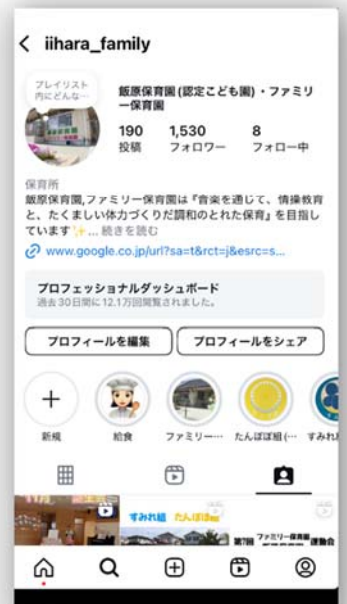 iihara_family
プレイリスト
内にどんな…
飯原保育園(認定こども園)・ファミリ
ー保育園
190 1,530 8
投稿 フォロワー フォロー中
保育所
飯原保育園,ファミリー保育園は『音楽を通じて、情操教育
と、たくましい体力づくりだ調和のとれた保育』を目指し
ています✨... 続きを読む
www.google.co.jp/url?sa=t&rct=j&esrc=s...
プロフェッショナルダッシュボード
過去30日間に12.1万回閲覧されました。
プロフィールを編集 プロフィールをシェア
新規 給食 ファミリー… たんぽぽ組 (… すみれ
すみれ組 たんぽぽ組
第7回 ファミリー保育園 運動会